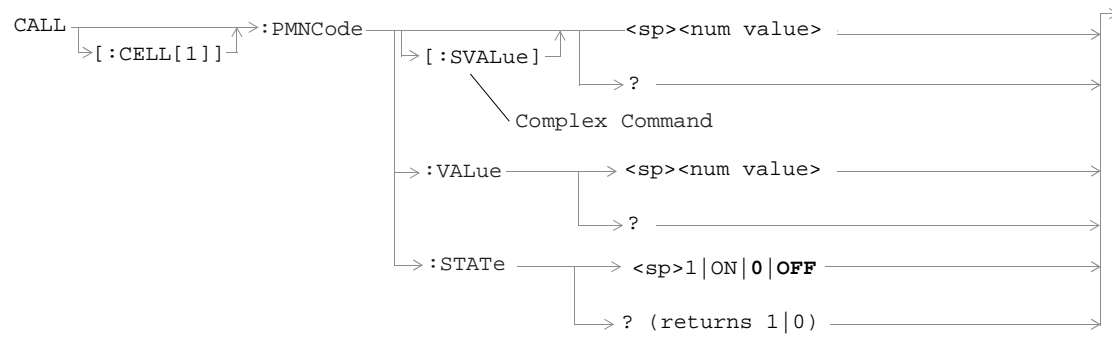 CALL :PMNCode <sp><num value>
[:CELL[1]] [:SVALue]
?
Complex Command
:VALue <sp><num value>
?
:STATe <sp>1|ON|0|OFF
? (returns 1|0)